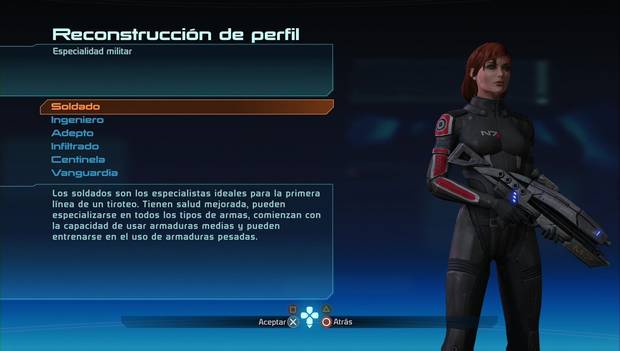 Reconstrucción de perfil
Especialidad militar
Soldado
Ingeniero
Adepto
Infiltrado
Centinela
Vanguardia
Los soldados son los especialistas ideales para la primera
línea de un tiroteo. Tienen salud mejorada, pueden
especializarse en todos los tipos de armas, comienzan con
la capacidad de usar armaduras medias y pueden
entrenarse en el uso de armaduras pesadas.
N7
Aceptar Atrás